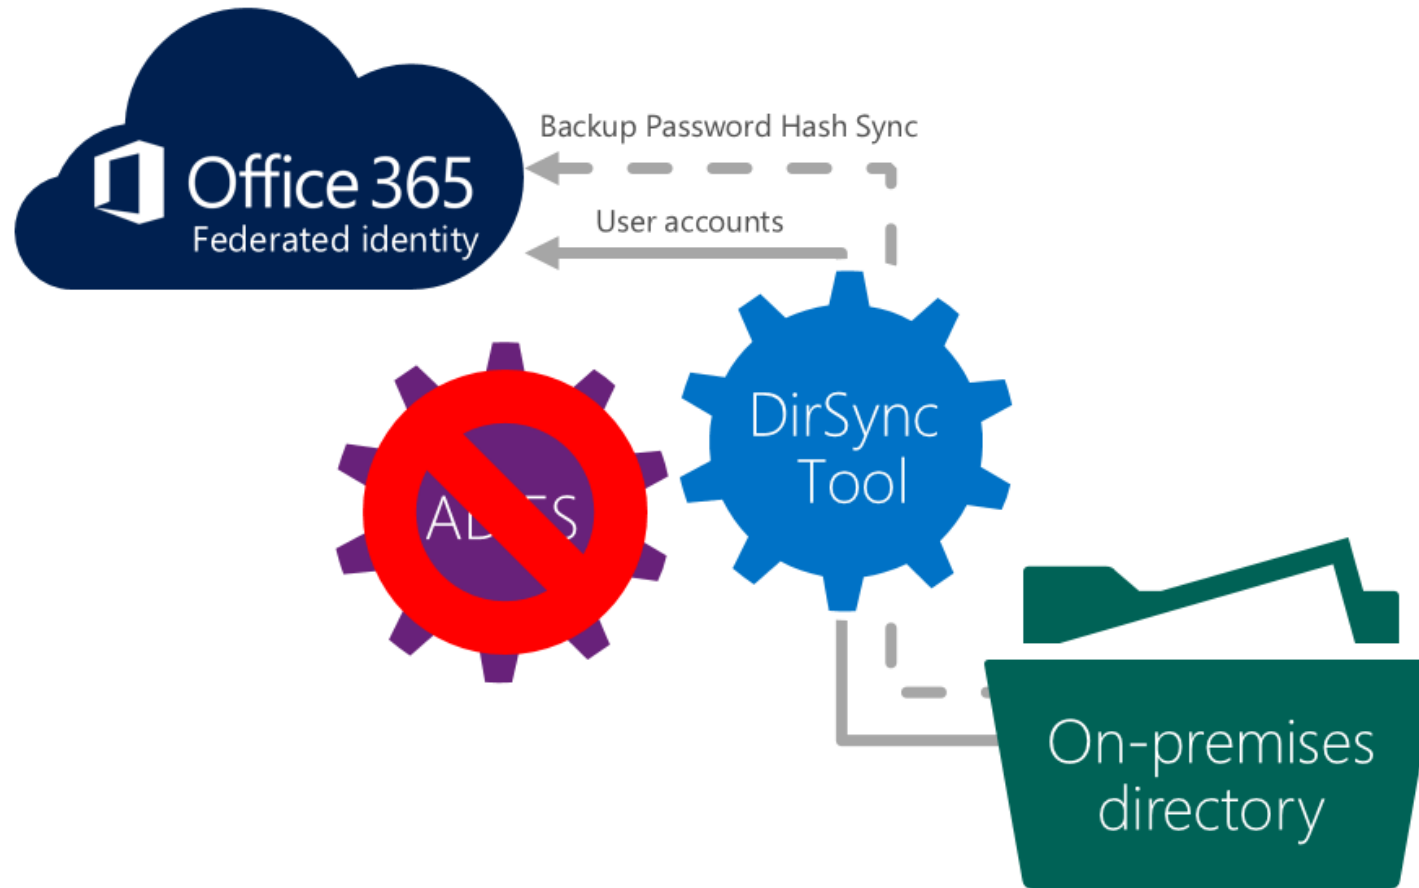 Backup Password Hash Sync
Office 365
User accounts
Federated identity
DirSync
Tool
On-premises
directory